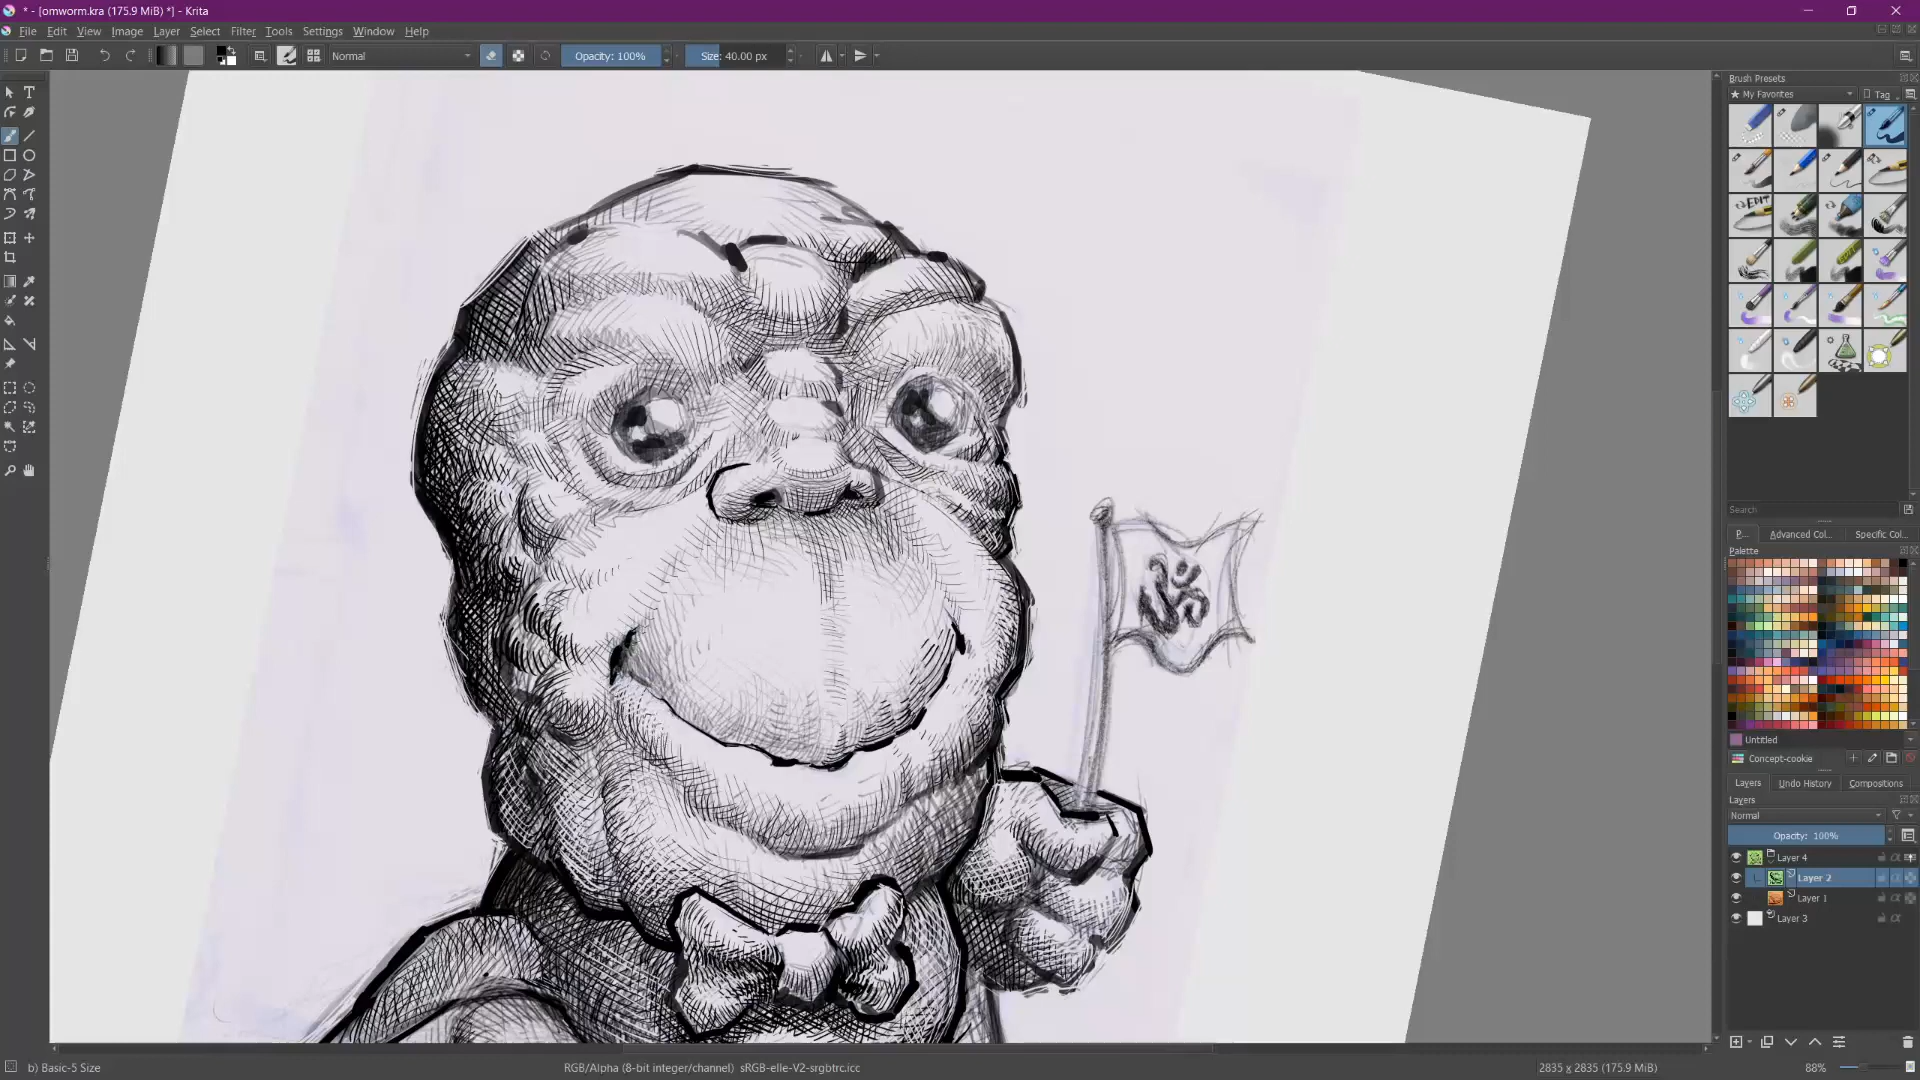 * - [omworm.kra (175.9 MiB) *] - Krita
File Edit View Image Layer Select Filter Tools Settings Window Help
Normal
Opacity: 100%
Size: 40.00 px
Brush Presets
My Favorites
Tag
EDIT
ॐ
Search
P...
Advanced Col...
Specific Col...
Palette
Untitled
Concept-cookie
Layers
Undo History
Compositions
Layers
Normal
Opacity: 100%
Layer 4
Layer 2
Layer 1
Layer 3
b) Basic-5 Size
RGB/Alpha (8-bit integer/channel) sRGB-elle-V2-srgbtrc.icc
2835 x 2835 (175.9 MiB)
88%